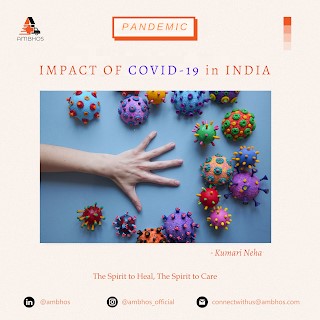 AMBHOS
PANDEMIC
IMPACT OF COVID-19 in INDIA
- Kumari Neha
The Spirit to Heal, The Spirit to Care
@ambhos
@ambhos_official
connectwithus@ambhos.com